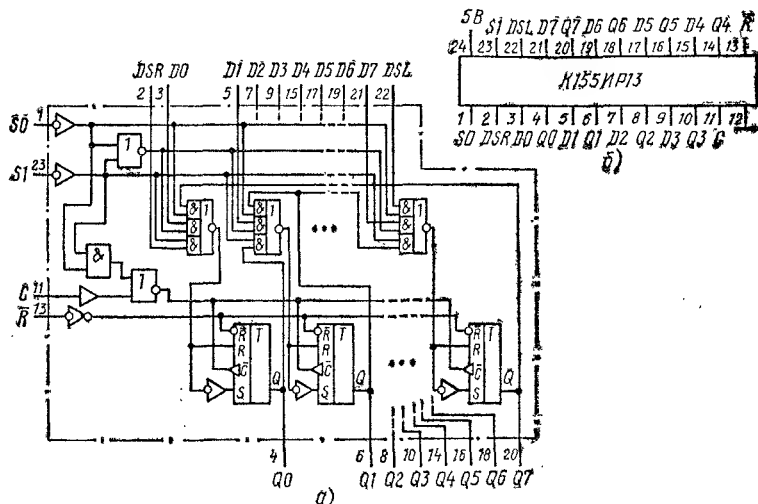 5В S1 DSL D7 Q7 D6 Q6 D5 Q5 D4 Q4 R̅
24 23 22 21 20 19 18 17 16 15 14 13
К155ИР13
1 2 3 4 5 6 7 8 9 10 11 12
S0 DSR D0 Q0 D1 Q1 D2 Q2 D3 Q3 C
б)
DSR D0 D1 D2 D3 D4 D5 D6 D7 DSL
2 3 5 7 9 15 17 19 21 22
S0
S1 23
1
& & & 1
& & & 1
& & & 1
& 1
C 11
R̅ 13
R̅ T
R
C̅ Q
S
R̅ T
R
C̅ Q
S
R̅ T
R
C̅ Q
S
4 6 8 10 14 16 18 20
Q0 Q1 Q2 Q3 Q4 Q5 Q6 Q7
а)